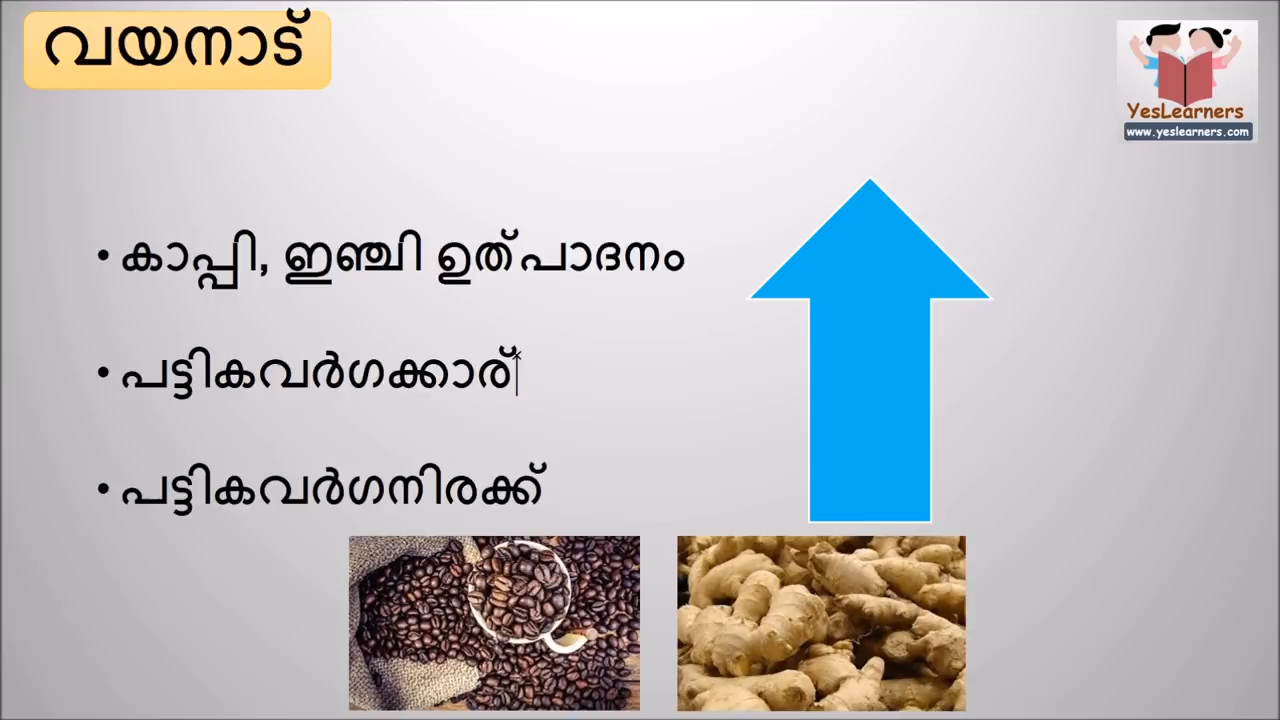 വയനാട്
YesLearners
www.yeslearners.com
• കാപ്പി, ഇഞ്ചി ഉത്പാദനം
• പട്ടികവർഗക്കാര്
• പട്ടികവർഗനിരക്ക്